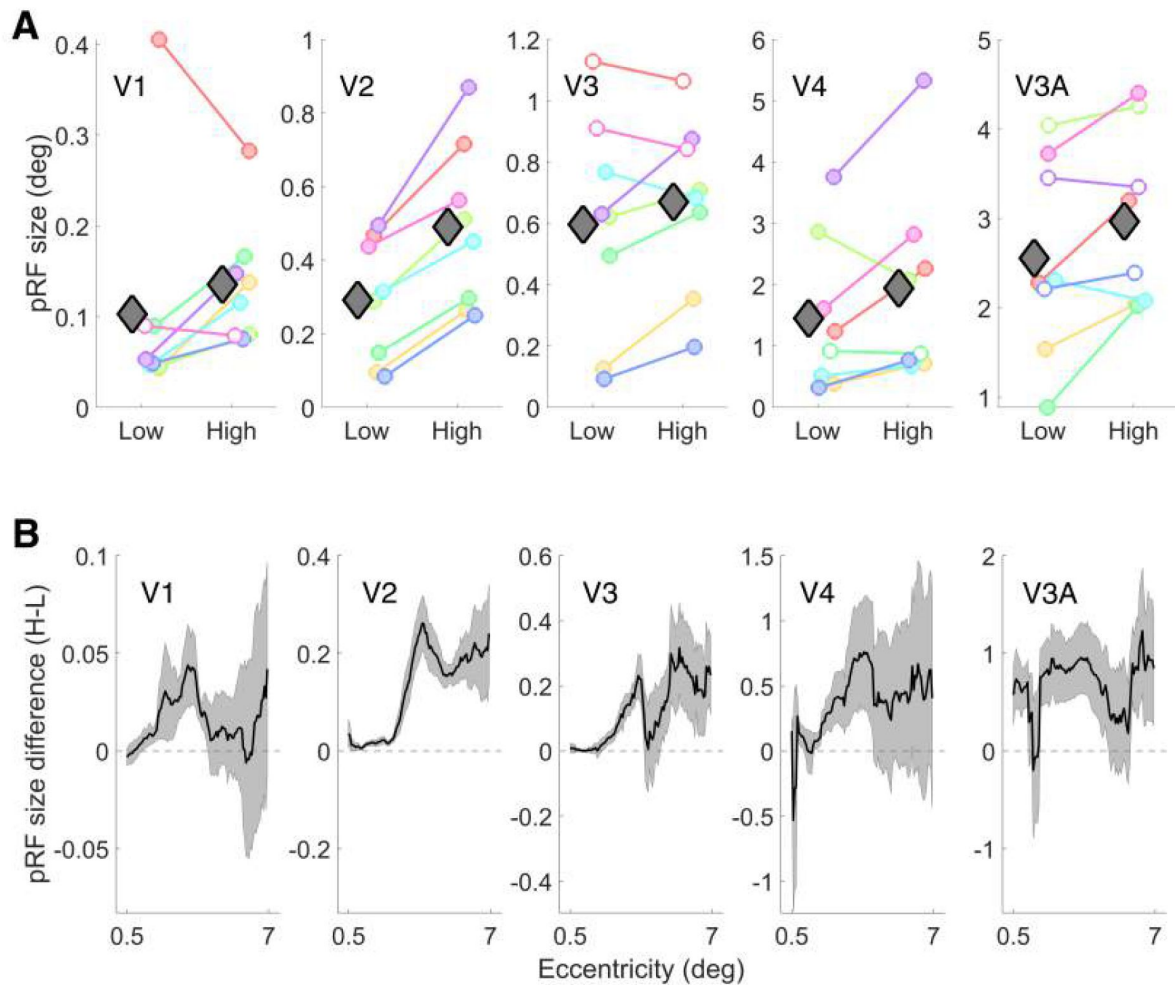 A
V1
V2
V3
V4
V3A
pRF size (deg)
0.4
0.3
0.2
0.1
0
1
0.8
0.6
0.4
0.2
0
1.2
1
0.8
0.6
0.4
0.2
0
6
5
4
3
2
1
0
5
4
3
2
1
Low High
Low High
Low High
Low High
Low High
B
V1
V2
V3
V4
V3A
pRF size difference (H-L)
0.1
0.05
0
-0.05
0.4
0.2
0
-0.2
0.6
0.4
0.2
0
-0.2
-0.4
1.5
1
0.5
0
-0.5
-1
2
1
0
-1
0.5 7
0.5 7
0.5 7
0.5 7
0.5 7
Eccentricity (deg)